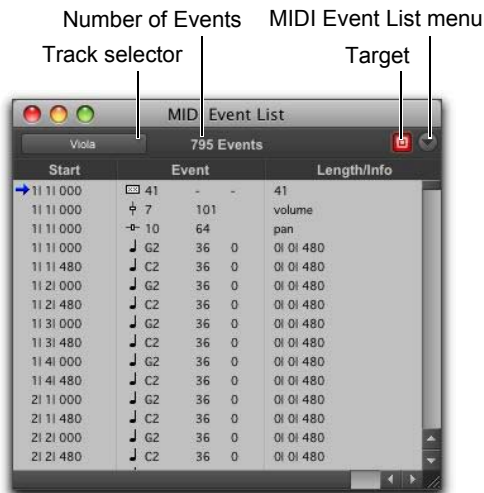 Number of Events MIDI Event List menu
Track selector Target
MIDI Event List
Viola 795 Events
Start Event Length/Info
1| 1| 000 41 - - 41
1| 1| 000 7 101 volume
1| 1| 000 10 64 pan
1| 1| 000 G2 36 0 0| 0| 480
1| 1| 480 C2 36 0 0| 0| 480
1| 2| 000 G2 36 0 0| 0| 480
1| 2| 480 C2 36 0 0| 0| 480
1| 3| 000 G2 36 0 0| 0| 480
1| 3| 480 C2 36 0 0| 0| 480
1| 4| 000 G2 36 0 0| 0| 480
1| 4| 480 C2 36 0 0| 0| 480
2| 1| 000 G2 36 0 0| 0| 480
2| 1| 480 C2 36 0 0| 0| 480
2| 2| 000 G2 36 0 0| 0| 480
2| 2| 480 C2 36 0 0| 0| 480